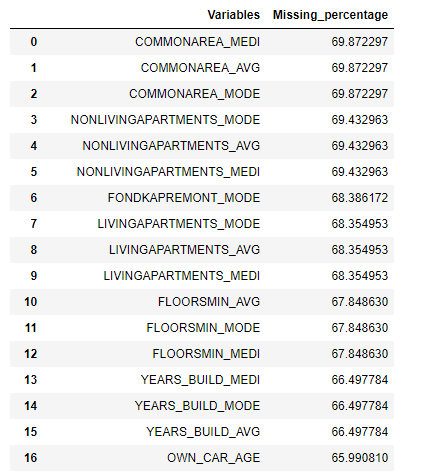 Variables Missing_percentage
0 COMMONAREA_MEDI 69.872297
1 COMMONAREA_AVG 69.872297
2 COMMONAREA_MODE 69.872297
3 NONLIVINGAPARTMENTS_MODE 69.432963
4 NONLIVINGAPARTMENTS_AVG 69.432963
5 NONLIVINGAPARTMENTS_MEDI 69.432963
6 FONDKAPREMONT_MODE 68.386172
7 LIVINGAPARTMENTS_MODE 68.354953
8 LIVINGAPARTMENTS_AVG 68.354953
9 LIVINGAPARTMENTS_MEDI 68.354953
10 FLOORSMIN_AVG 67.848630
11 FLOORSMIN_MODE 67.848630
12 FLOORSMIN_MEDI 67.848630
13 YEARS_BUILD_MEDI 66.497784
14 YEARS_BUILD_MODE 66.497784
15 YEARS_BUILD_AVG 66.497784
16 OWN_CAR_AGE 65.990810